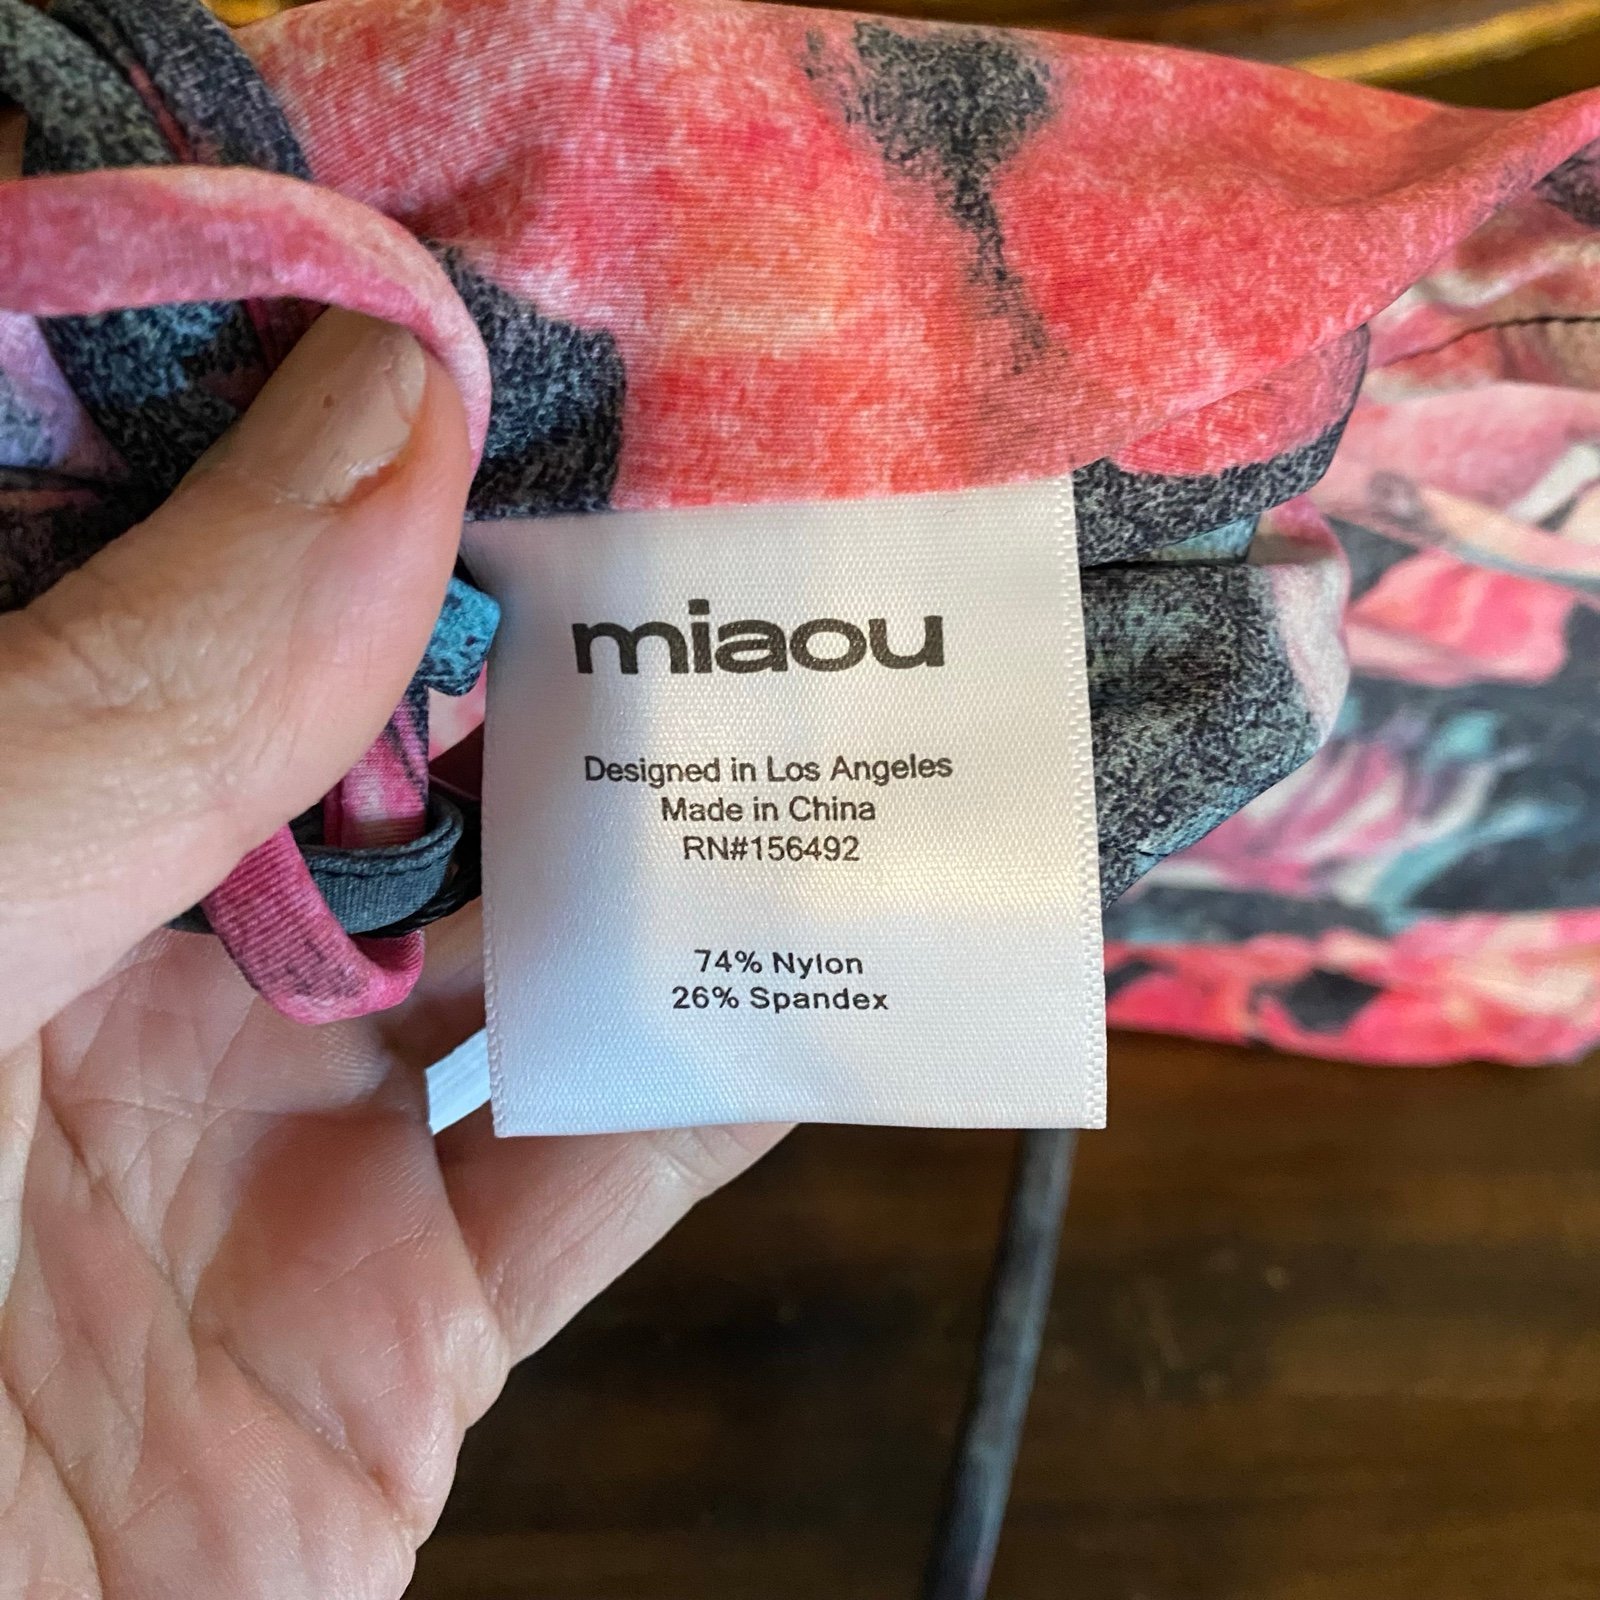 miaou
Designed in Los Angeles
Made in China
RN#156492
74% Nylon
26% Spandex